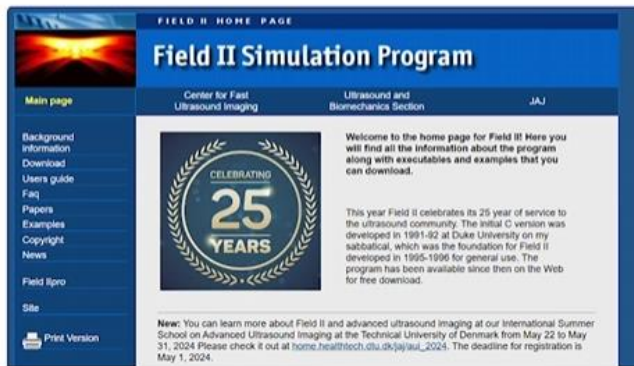 FIELD II HOME PAGE
Field II Simulation Program
Main page
Center for Fast
Ultrasound Imaging
Ultrasound and
Biomechanics Section
JAJ
Background
information
Download
Users guide
Faq
Papers
Examples
Copyright
News
Field IIpro
Site
Print Version
CELEBRATING
25
YEARS
Welcome to the home page for Field II! Here you
will find all the information about the program
along with executables and examples that you
can download.
This year Field II celebrates its 25 year of service to
the ultrasound community. The initial C version was
developed in 1991-92 at Duke University on my
sabbatical, which was the foundation for Field II
developed in 1995-1996 for general use. The
program has been available since then on the Web
for free download.
New: You can learn more about Field II and advanced ultrasound imaging at our International Summer
School on Advanced Ultrasound Imaging at the Technical University of Denmark from May 22 to May
31, 2024 Please check it out at home.healthtech.dtu.dk/jaj/aui_2024. The deadline for registration is
May 1, 2024.